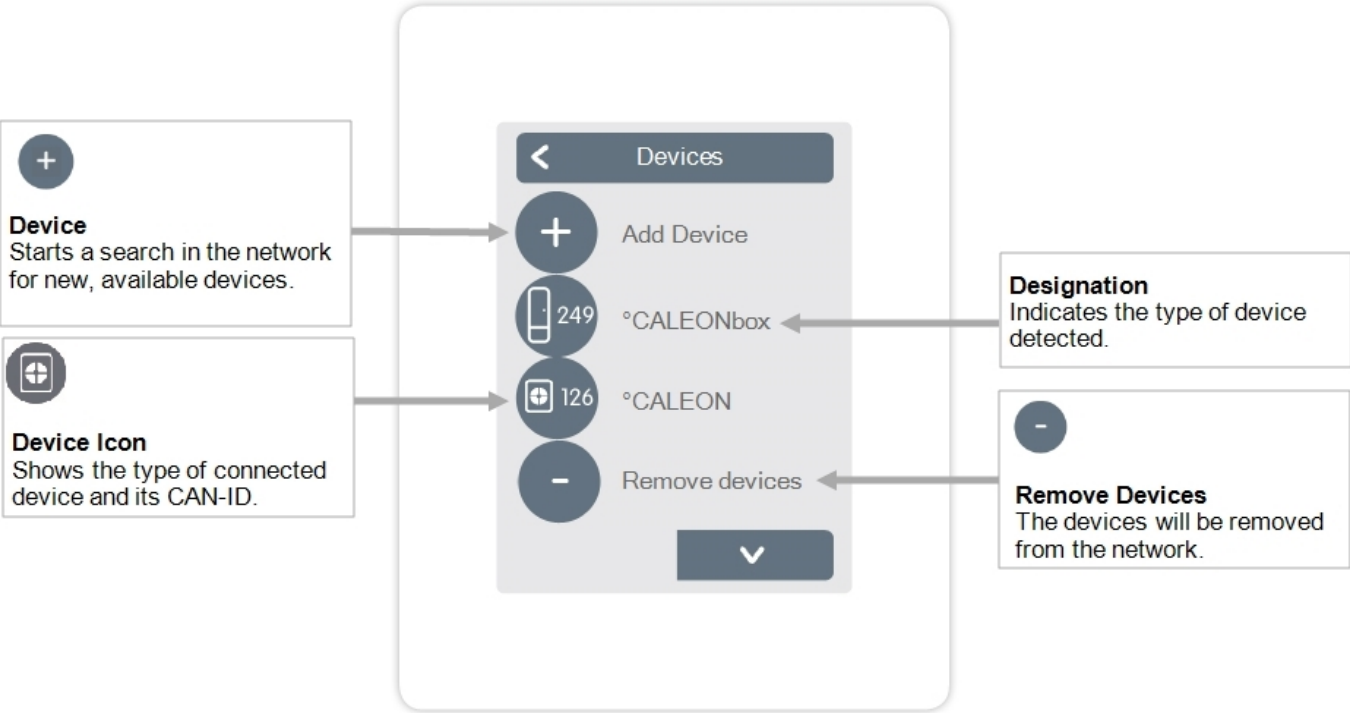 +
Device
Starts a search in the network
for new, available devices.
Device Icon
Shows the type of connected
device and its CAN-ID.
Devices
+
Add Device
249
°CALEONbox
126
°CALEON
-
Remove devices
Designation
Indicates the type of device
detected.
-
Remove Devices
The devices will be removed
from the network.